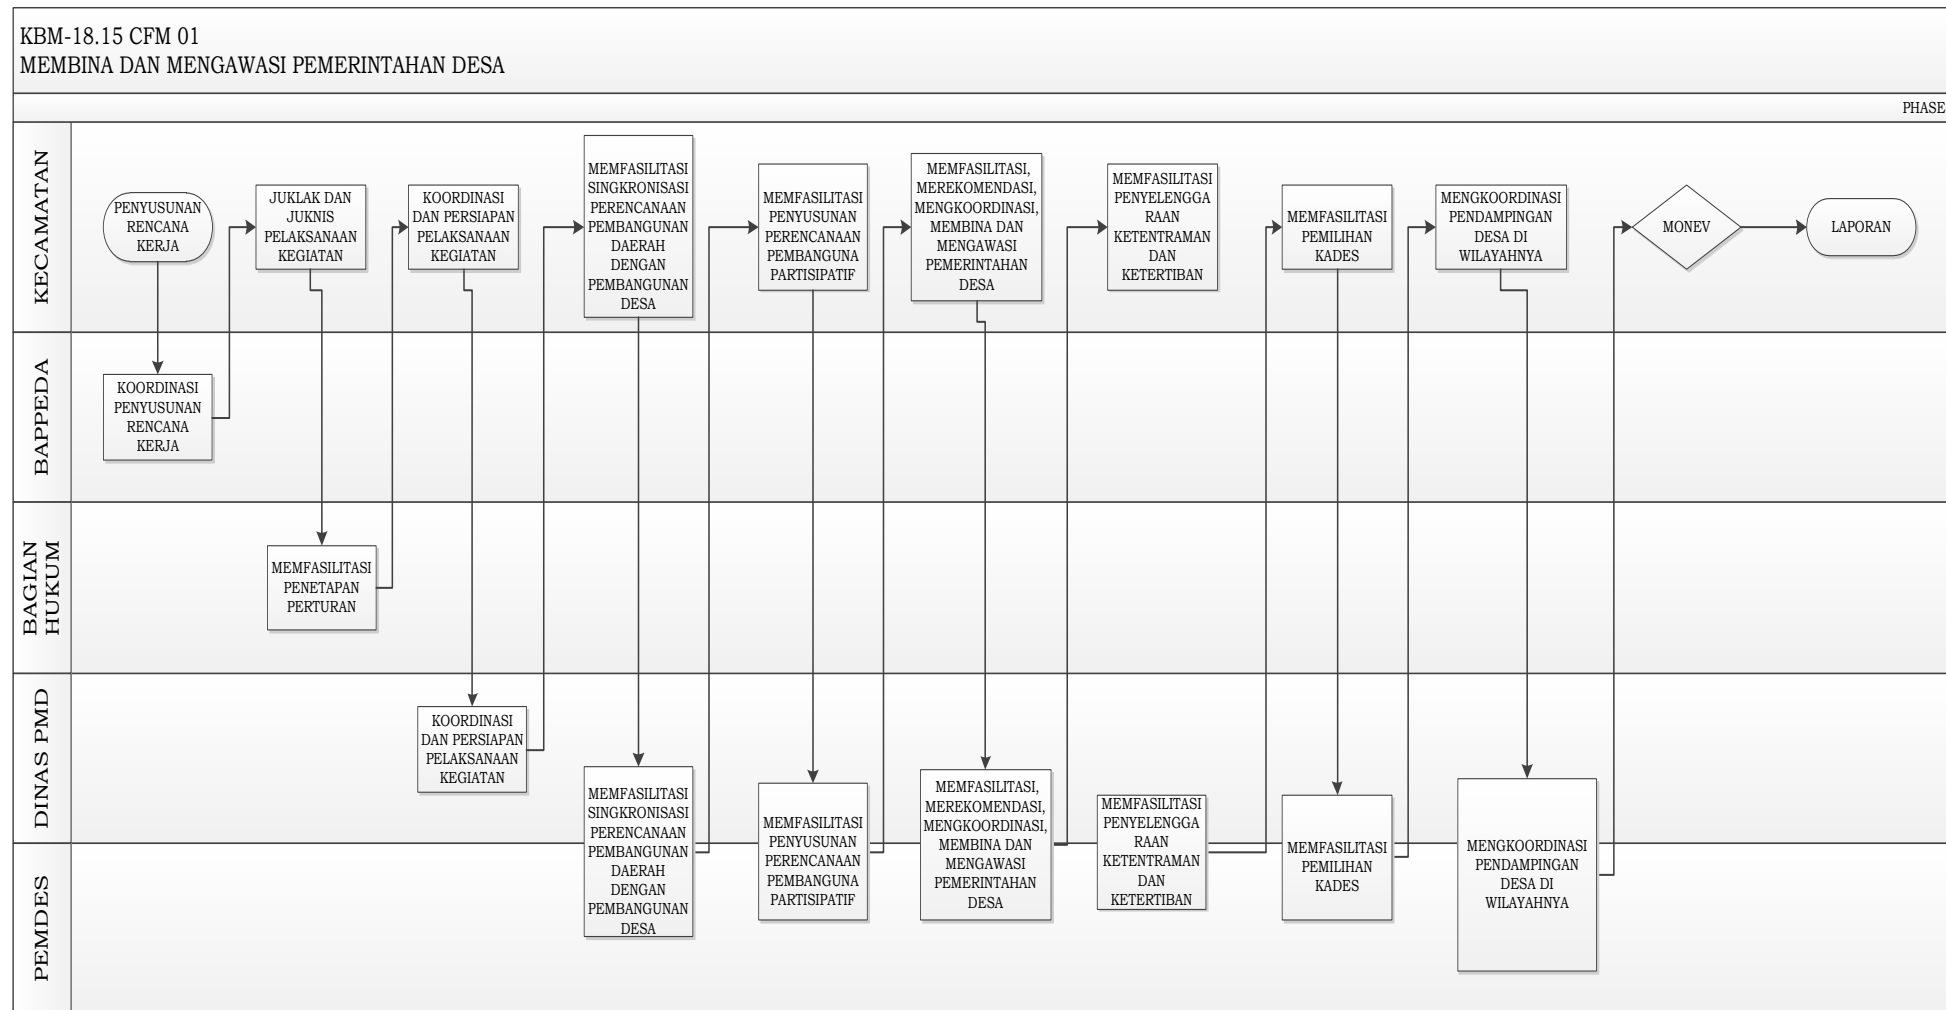 KBM-18.15 CFM 01
MEMBINA DAN MENGAWASI PEMERINTAHAN DESA
PHASE
KECAMATAN
PENYUSUNAN
RENCANA
KERJA
JUKLAK DAN
JUKNIS
PELAKSANAAN
KEGIATAN
KOORDINASI
DAN PERSIAPAN
PELAKSANAAN
KEGIATAN
MEMFASILITASI
SINGKRONISASI
PERENCANAAN
PEMBANGUNAN
DAERAH
DENGAN
PEMBANGUNAN
DESA
MEMFASILITASI
PENYUSUNAN
PERENCANAAN
PEMBANGUNA
PARTISIPATIF
MEMFASILITASI,
MEREKOMENDASI,
MENGKOORDINASI,
MEMBINA DAN
MENGAWASI
PEMERINTAHAN
DESA
MEMFASILITASI
PENYELENGGA
RAAN
KETENTRAMAN
DAN
KETERTIBAN
MEMFASILITASI
PEMILIHAN
KADES
MENGKOORDINASI
PENDAMPINGAN
DESA DI
WILAYAHNYA
MONEV
LAPORAN
BAPPEDA
KOORDINASI
PENYUSUNAN
RENCANA
KERJA
BAGIAN
HUKUM
MEMFASILITASI
PENETAPAN
PERTURAN
DINAS PMD
KOORDINASI
DAN PERSIAPAN
PELAKSANAAN
KEGIATAN
MEMFASILITASI
SINGKRONISASI
PERENCANAAN
PEMBANGUNAN
DAERAH
DENGAN
PEMBANGUNAN
DESA
MEMFASILITASI
PENYUSUNAN
PERENCANAAN
PEMBANGUNA
PARTISIPATIF
MEMFASILITASI,
MEREKOMENDASI,
MENGKOORDINASI,
MEMBINA DAN
MENGAWASI
PEMERINTAHAN
DESA
MEMFASILITASI
PENYELENGGA
RAAN
KETENTRAMAN
DAN
KETERTIBAN
MEMFASILITASI
PEMILIHAN
KADES
MENGKOORDINASI
PENDAMPINGAN
DESA DI
WILAYAHNYA
PEMDES